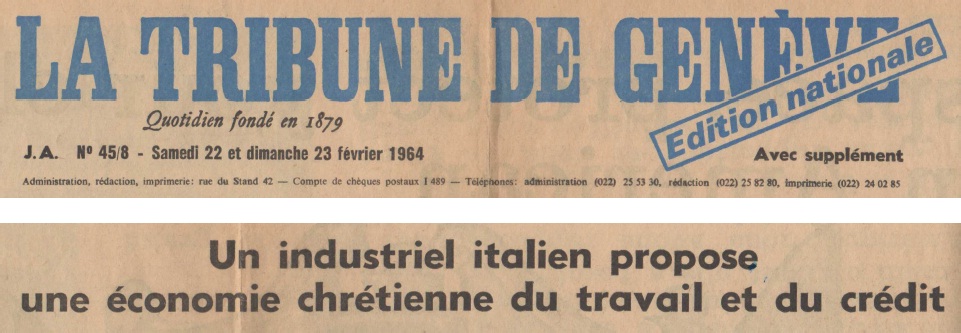 LA TRIBUNE DE GENÈVE
Edition nationale
Quotidien fondé en 1879
J.A. Nº 45/8 - Samedi 22 et dimanche 23 février 1964
Avec supplément
Administration, rédaction, imprimerie: rue du Stand 42 — Compte de chèques postaux I 489 — Téléphones: administration (022) 25 53 30, rédaction (022) 25 82 80, imprimerie (022) 24 02 85
Un industriel italien propose
une économie chrétienne du travail et du crédit